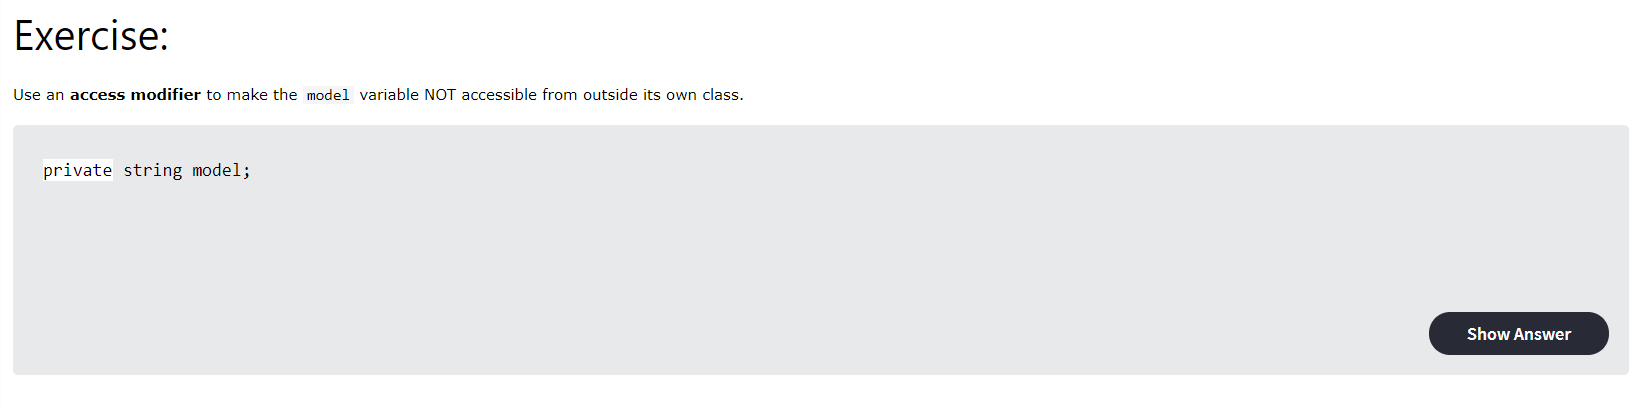 Exercise:
Use an access modifier to make the model variable NOT accessible from outside its own class.
private string model;
Show Answer